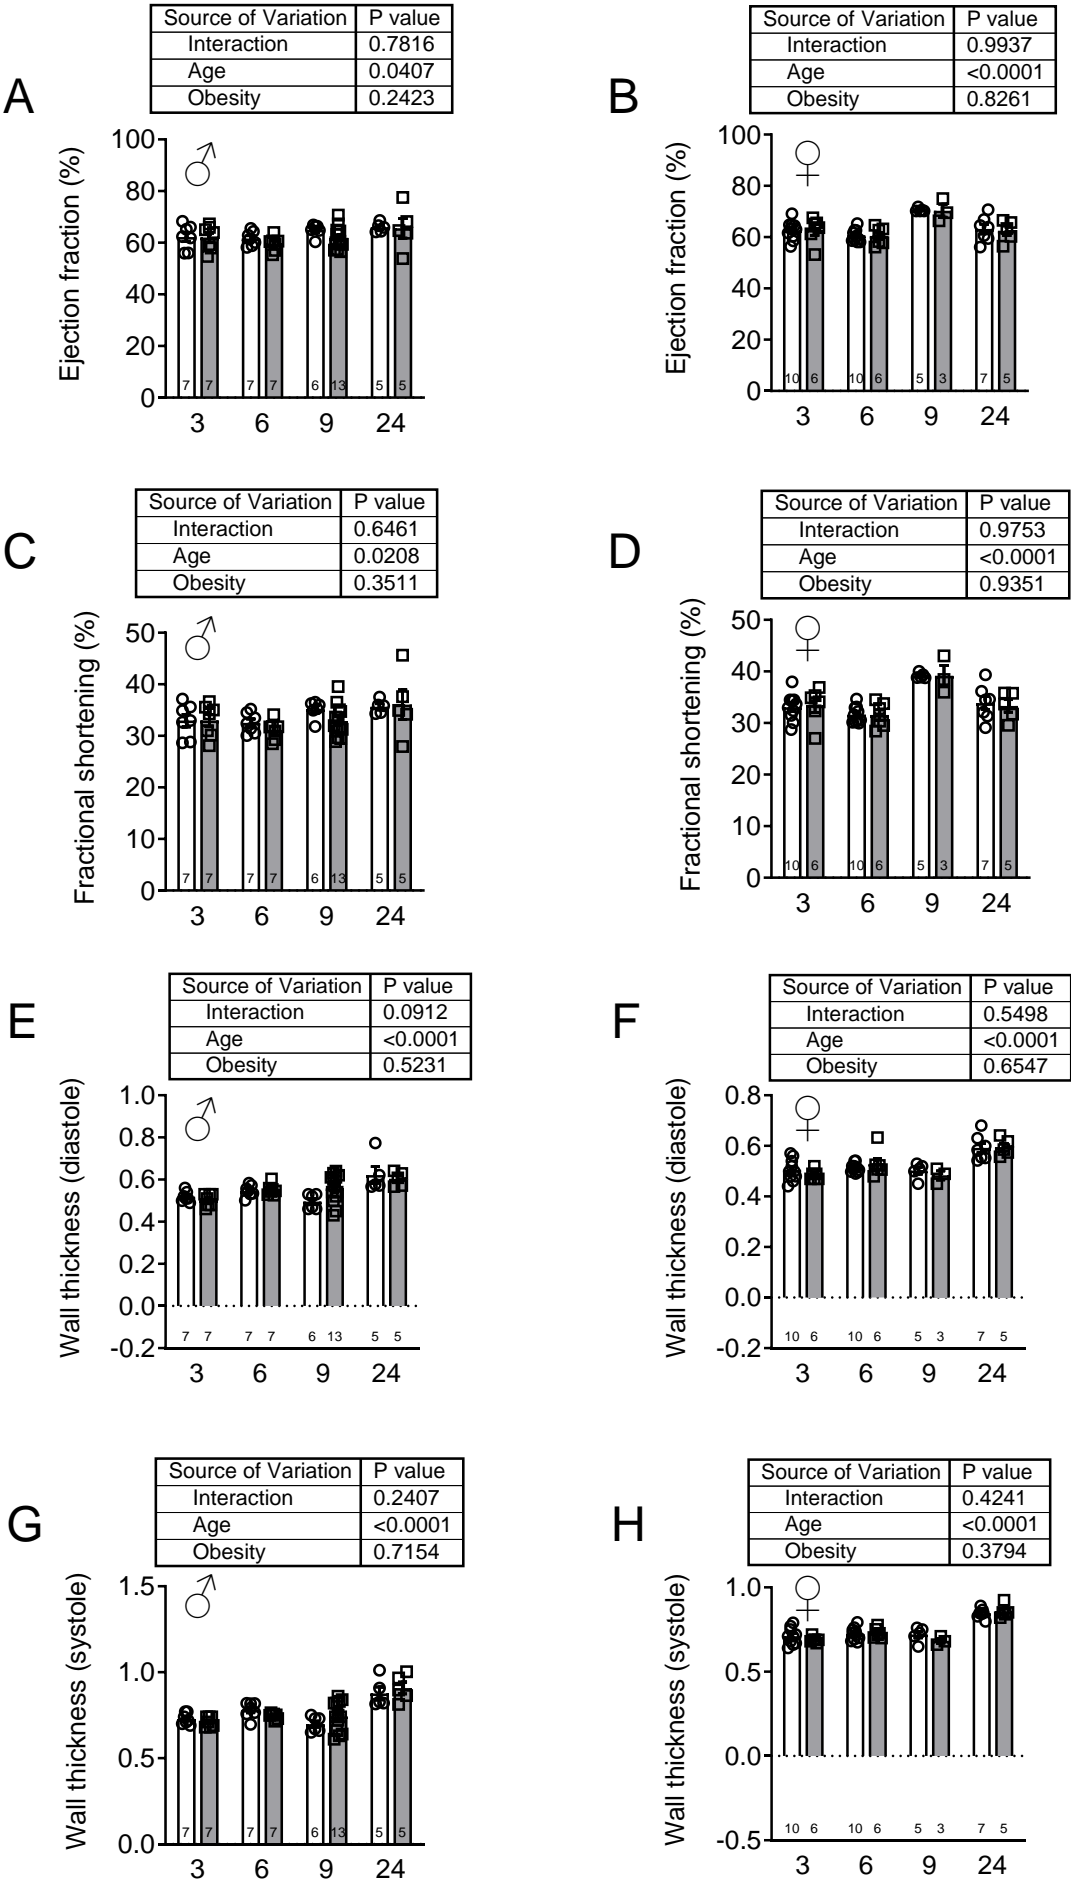 A
Source of Variation P value
Interaction 0.7816
Age 0.0407
Obesity 0.2423
Ejection fraction (%)
100
80
60
40
20
0
♂
7 7 7 7 6 13 5 5
3 6 9 24
B
Source of Variation P value
Interaction 0.9937
Age <0.0001
Obesity 0.8261
Ejection fraction (%)
100
80
60
40
20
0
♀
10 6 10 6 5 3 7 5
3 6 9 24
C
Source of Variation P value
Interaction 0.6461
Age 0.0208
Obesity 0.3511
Fractional shortening (%)
50
40
30
20
10
0
♂
7 7 7 7 6 13 5 5
3 6 9 24
D
Source of Variation P value
Interaction 0.9753
Age <0.0001
Obesity 0.9351
Fractional shortening (%)
50
40
30
20
10
0
♀
10 6 10 6 5 3 7 5
3 6 9 24
E
Source of Variation P value
Interaction 0.0912
Age <0.0001
Obesity 0.5231
Wall thickness (diastole)
1.0
0.8
0.6
0.4
0.2
0.0
-0.2
♂
7 7 7 7 6 13 5 5
3 6 9 24
F
Source of Variation P value
Interaction 0.5498
Age <0.0001
Obesity 0.6547
Wall thickness (diastole)
0.8
0.6
0.4
0.2
0.0
-0.2
♀
10 6 10 6 5 3 7 5
3 6 9 24
G
Source of Variation P value
Interaction 0.2407
Age <0.0001
Obesity 0.7154
Wall thickness (systole)
1.5
1.0
0.5
0.0
♂
7 7 7 7 6 13 5 5
3 6 9 24
H
Source of Variation P value
Interaction 0.4241
Age <0.0001
Obesity 0.3794
Wall thickness (systole)
1.0
0.5
0.0
-0.5
♀
10 6 10 6 5 3 7 5
3 6 9 24